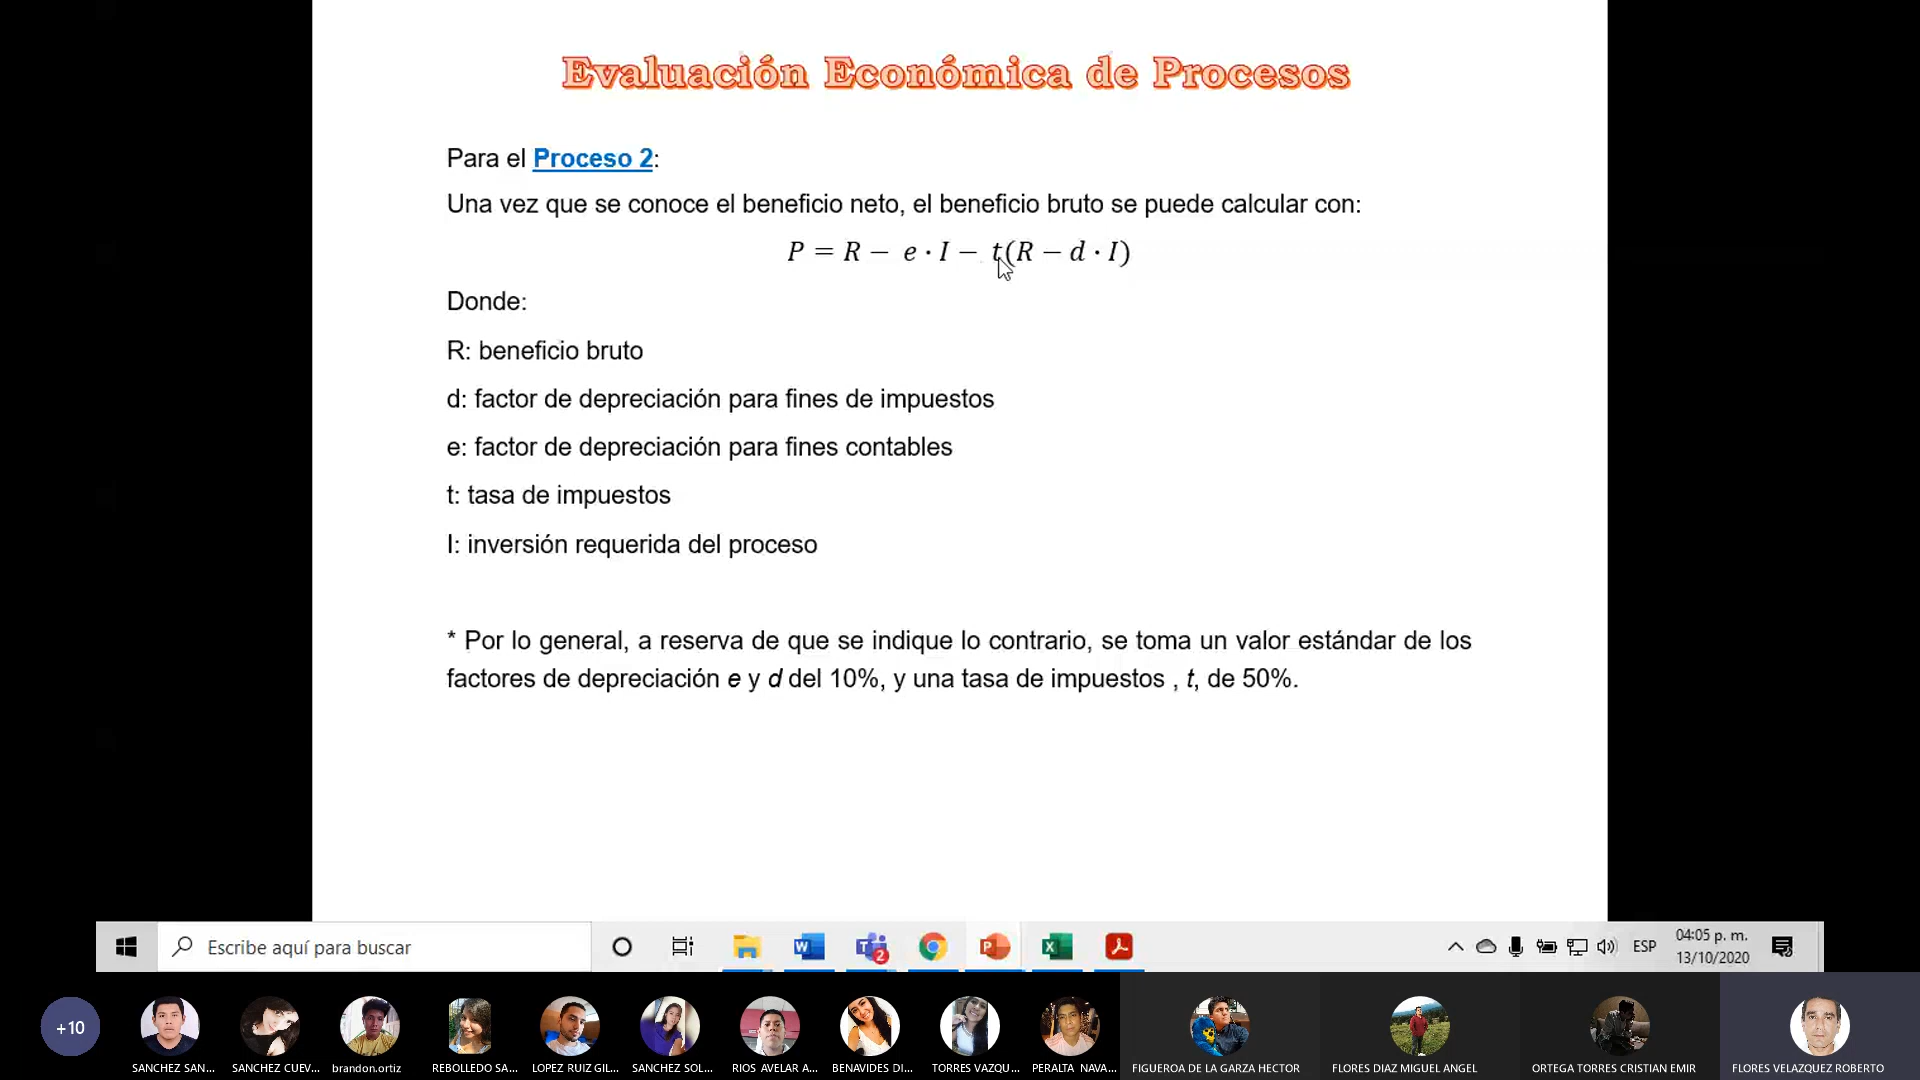 Evaluación Económica de Procesos
Para el Proceso 2:
Una vez que se conoce el beneficio neto, el beneficio bruto se puede calcular con:
P = R − e · I − t(R − d · I)
Donde:
R: beneficio bruto
d: factor de depreciación para fines de impuestos
e: factor de depreciación para fines contables
t: tasa de impuestos
I: inversión requerida del proceso
* Por lo general, a reserva de que se indique lo contrario, se toma un valor estándar de los
factores de depreciación e y d del 10%, y una tasa de impuestos , t, de 50%.
Escribe aquí para buscar
2
ESP
04:05 p. m.
13/10/2020
+10
SANCHEZ SAN...
SANCHEZ CUEV...
brandon.ortiz
REBOLLEDO SA...
LOPEZ RUIZ GIL...
SANCHEZ SOL...
RIOS AVELAR A...
BENAVIDES DI...
TORRES VAZQU...
PERALTA NAVA...
FIGUEROA DE LA GARZA HECTOR
FLORES DIAZ MIGUEL ANGEL
ORTEGA TORRES CRISTIAN EMIR
FLORES VELAZQUEZ ROBERTO